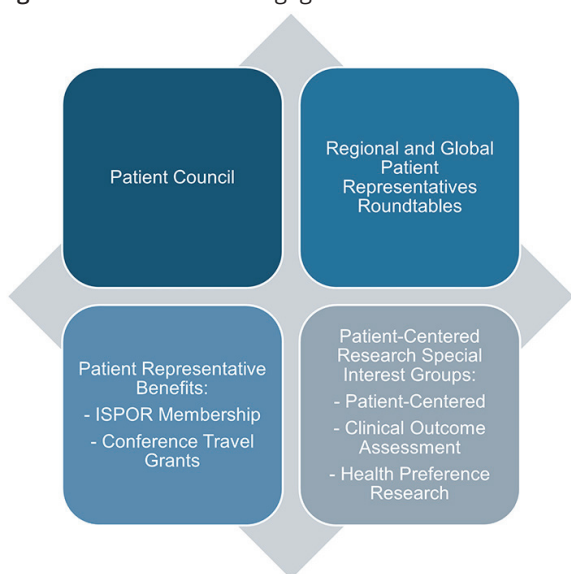 Patient Council
Regional and Global
Patient
Representatives
Roundtables
Patient Representative
Benefits:
- ISPOR Membership
- Conference Travel
Grants
Patient-Centered
Research Special
Interest Groups:
- Patient-Centered
- Clinical Outcome
Assessment
- Health Preference
Research